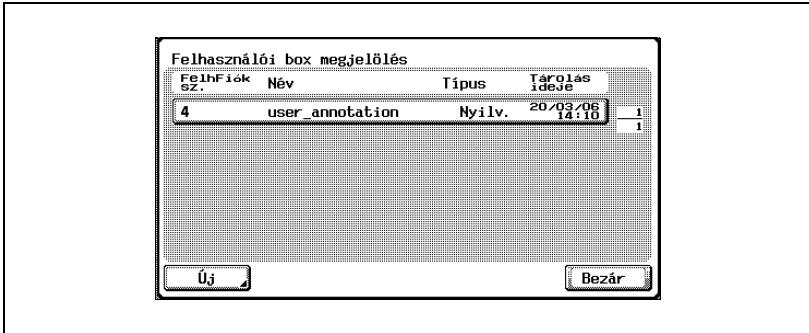 Felhasználói box megjelölés
FelhFiók sz. Név Típus Tárolás ideje
4 user_annotation Nyilv. 20/03/06 14:10
1
1
Új Bezár